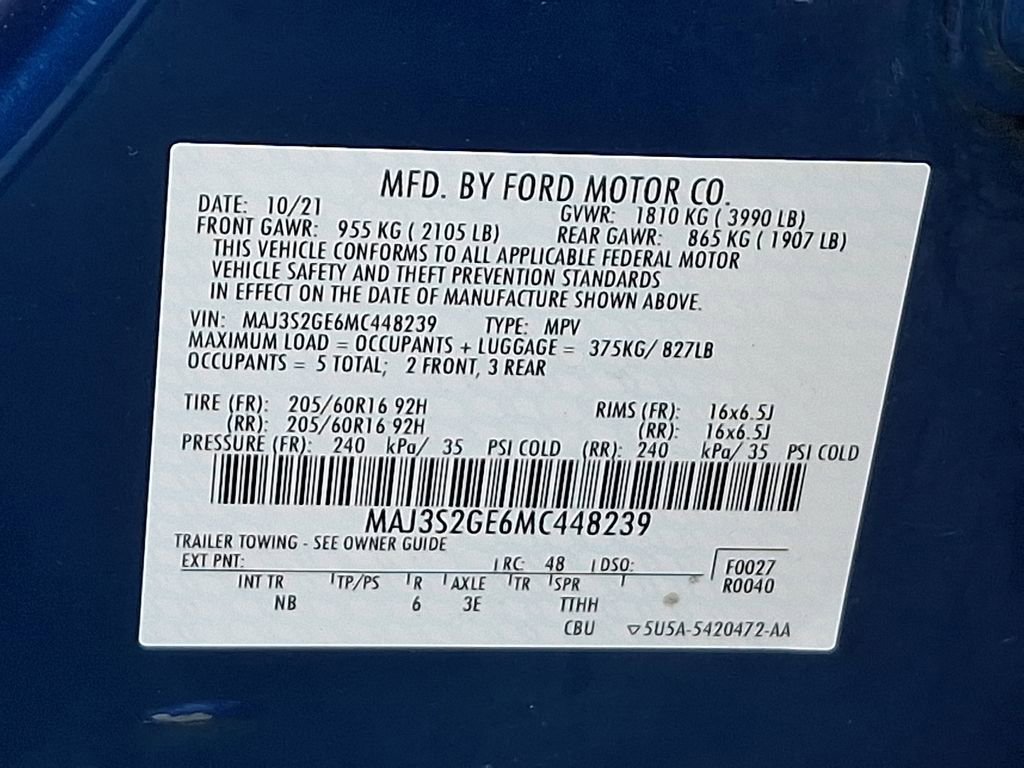 MFD. BY FORD MOTOR CO.
DATE: 10/21 GVWR: 1810 KG ( 3990 LB)
FRONT GAWR: 955 KG ( 2105 LB) REAR GAWR: 865 KG ( 1907 LB)
THIS VEHICLE CONFORMS TO ALL APPLICABLE FEDERAL MOTOR
VEHICLE SAFETY AND THEFT PREVENTION STANDARDS
IN EFFECT ON THE DATE OF MANUFACTURE SHOWN ABOVE.
VIN: MAJ3S2GE6MC448239 TYPE: MPV
MAXIMUM LOAD = OCCUPANTS + LUGGAGE = 375KG/ 827LB
OCCUPANTS = 5 TOTAL; 2 FRONT, 3 REAR
TIRE (FR): 205/60R16 92H RIMS (FR): 16x6.5J
(RR): 205/60R16 92H (RR): 16x6.5J
PRESSURE (FR): 240 kPa/ 35 PSI COLD (RR): 240 kPa/ 35 PSI COLD
MAJ3S2GE6MC448239
TRAILER TOWING - SEE OWNER GUIDE
EXT PNT: RC: 48 DSO: F0027
INT TR TP/PS R AXLE TR SPR R0040
NB 6 3E TTHH
CBU ▽5U5A-5420472-AA